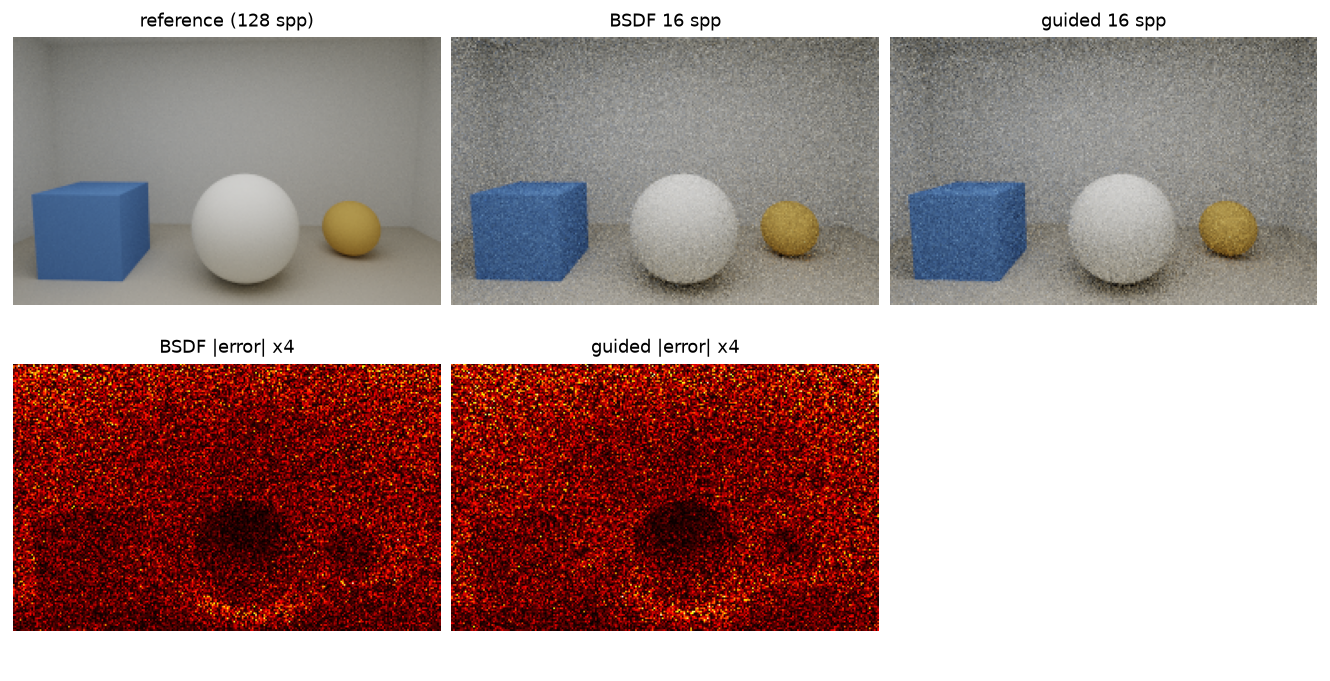 reference (128 spp)
BSDF 16 spp
guided 16 spp
BSDF |error| x4
guided |error| x4